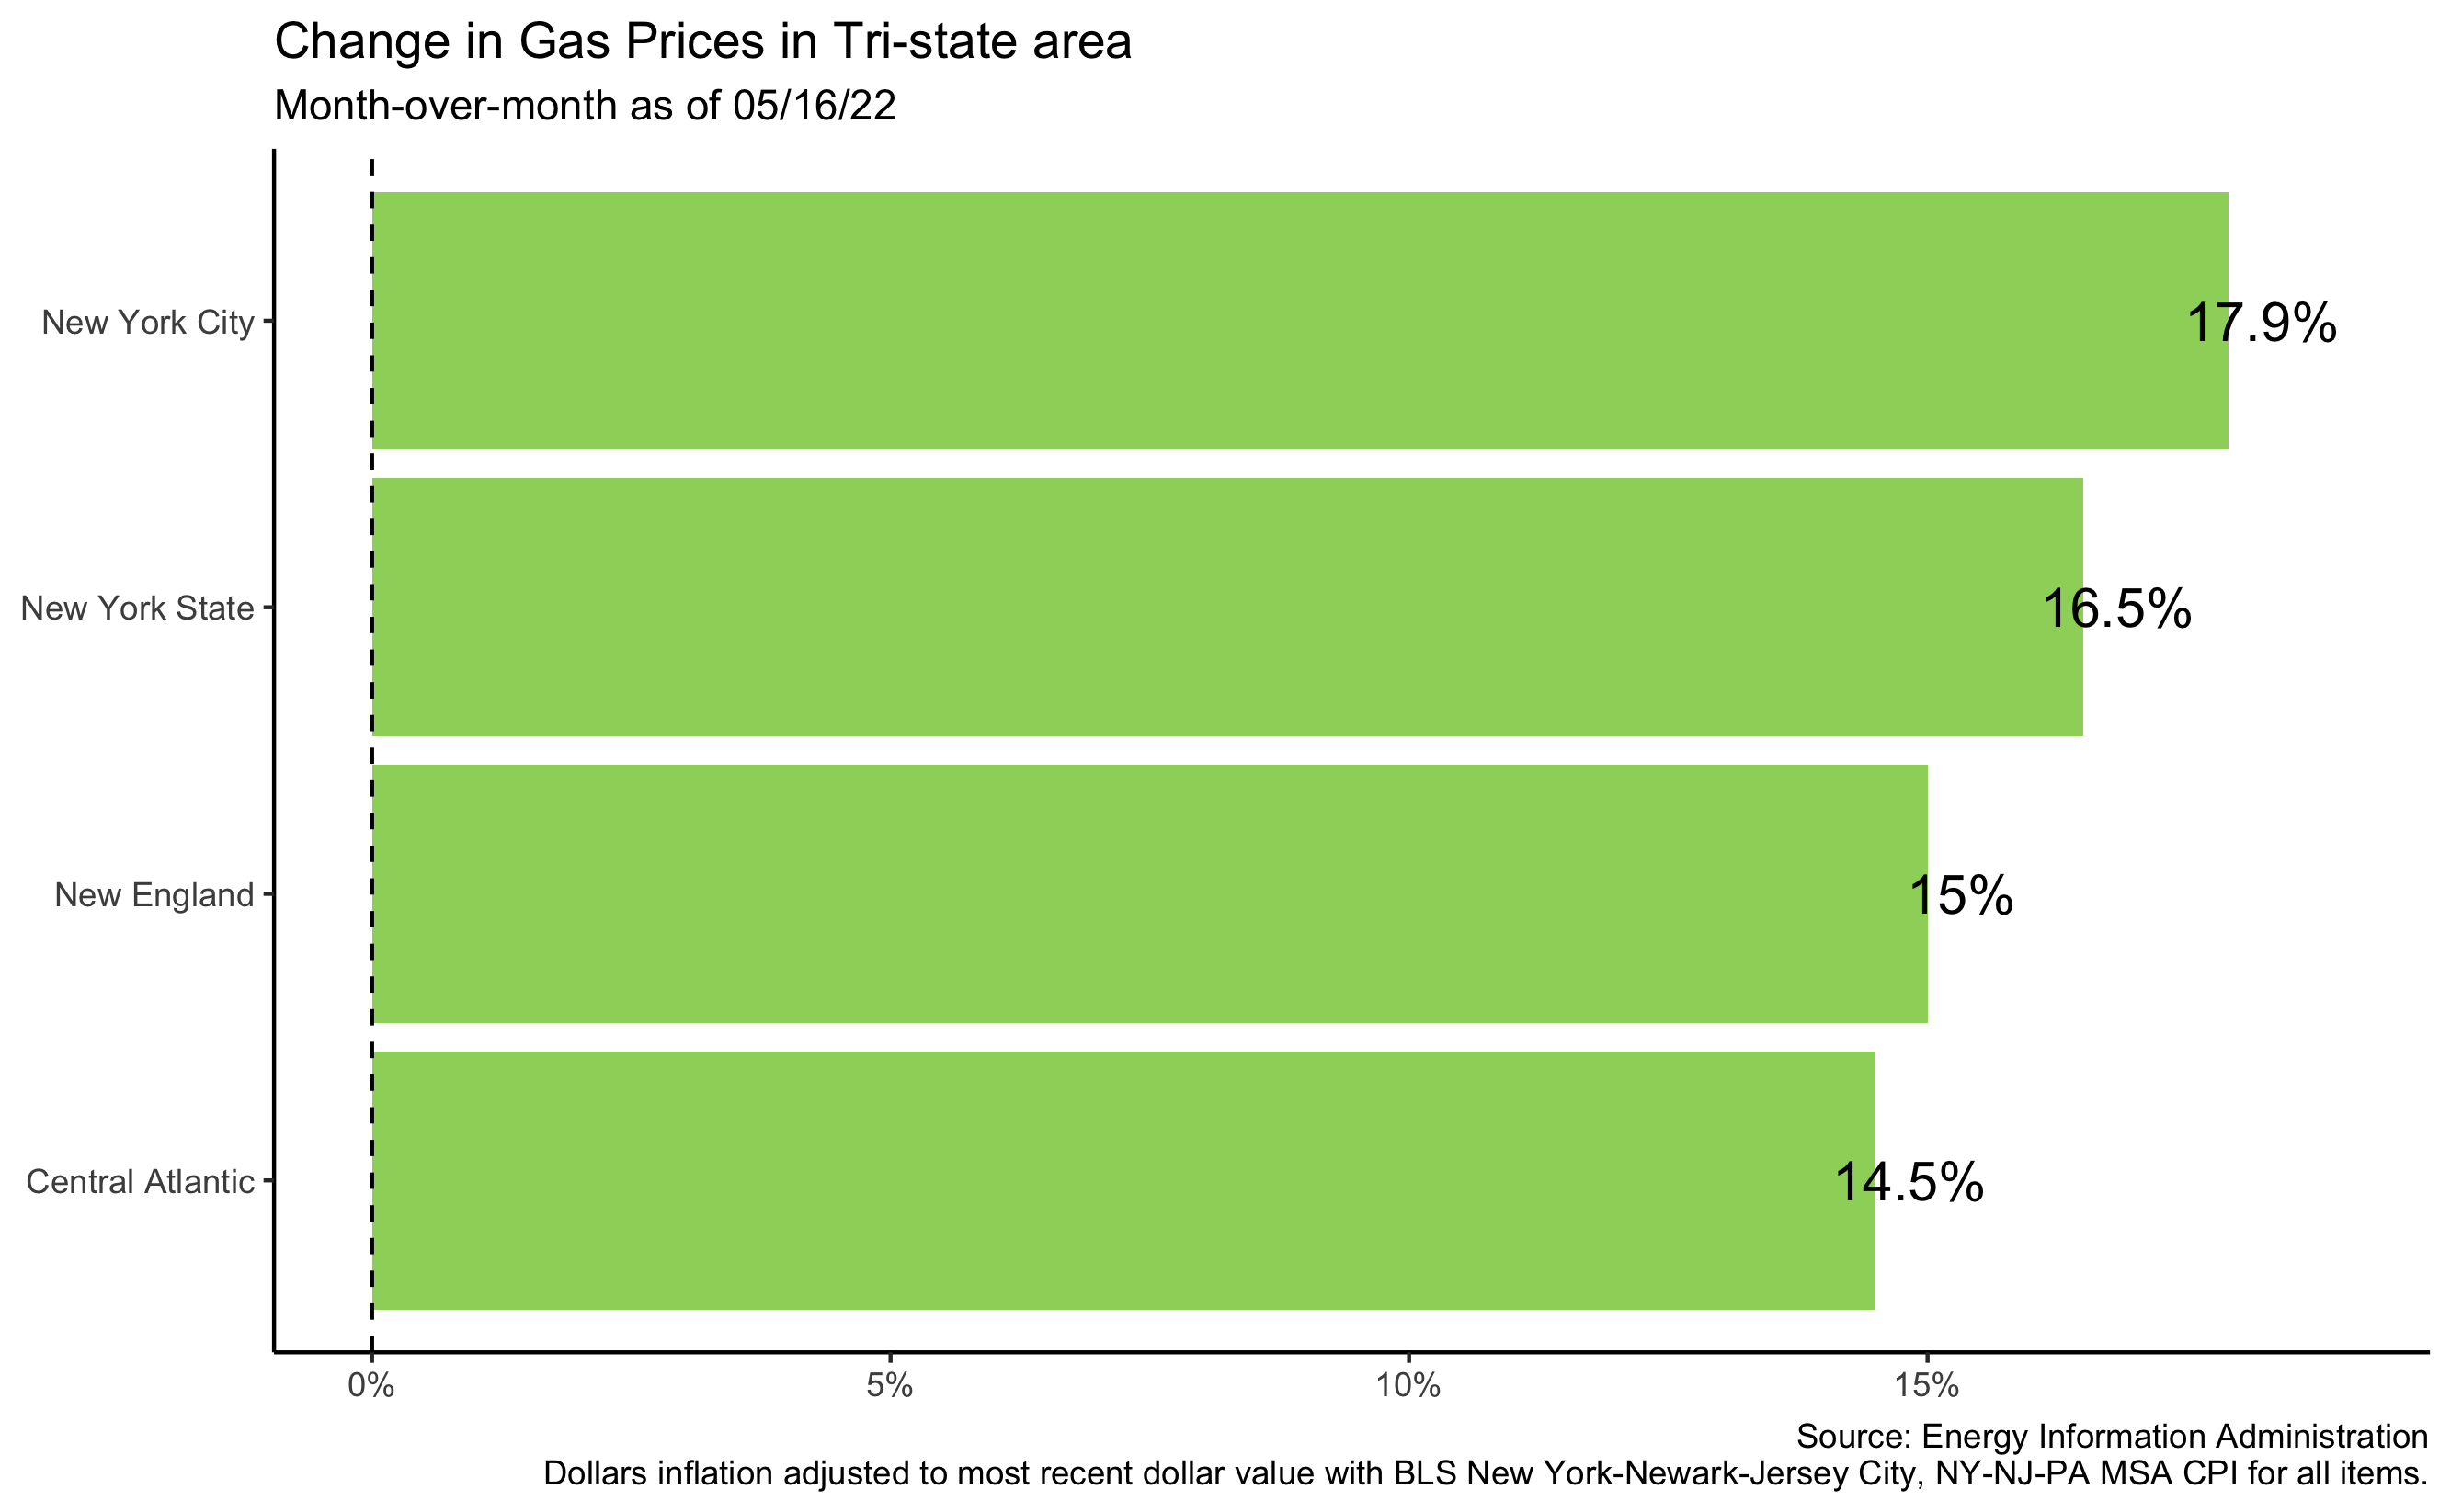 Change in Gas Prices in Tri-state area
Month-over-month as of 05/16/22
New York City
17.9%
New York State
16.5%
New England
15%
Central Atlantic
14.5%
0%
5%
10%
15%
Source: Energy Information Administration
Dollars inflation adjusted to most recent dollar value with BLS New York-Newark-Jersey City, NY-NJ-PA MSA CPI for all items.